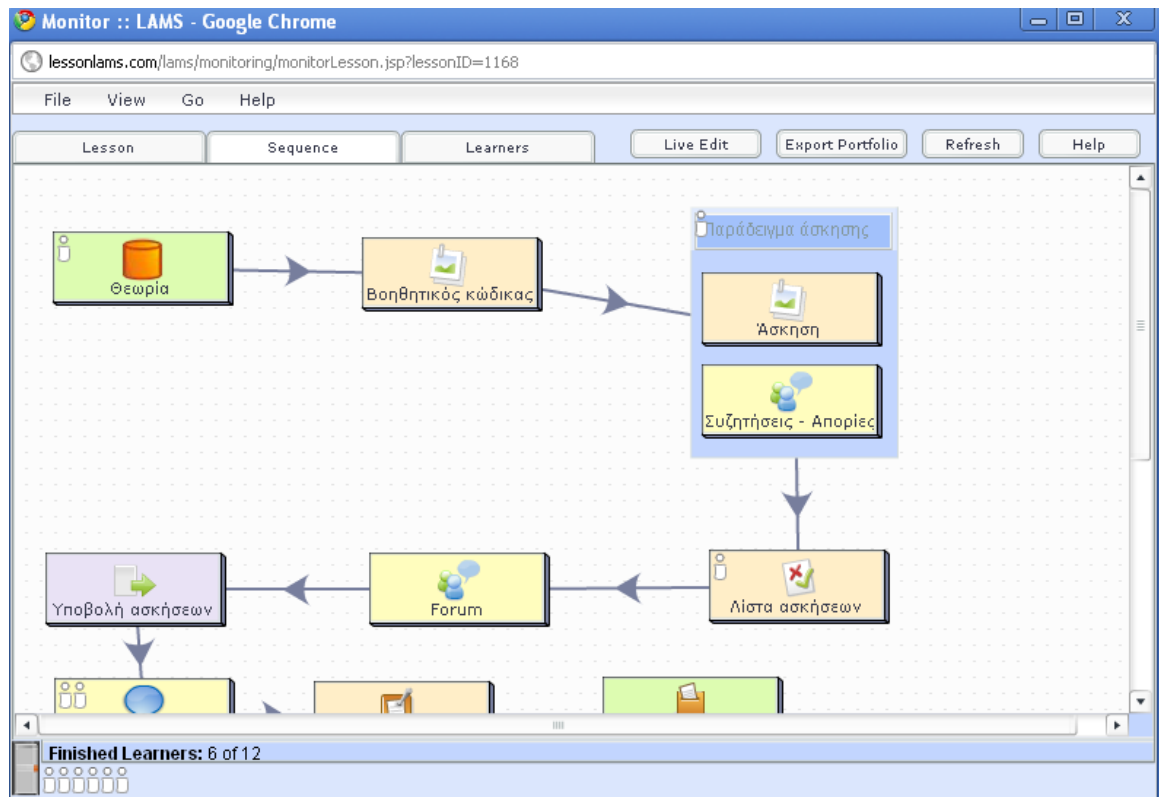 Monitor :: LAMS - Google Chrome
lessonlams.com/lams/monitoring/monitorLesson.jsp?lessonID=1168
File View Go Help
Lesson Sequence Learners Live Edit Export Portfolio Refresh Help
Παράδειγμα άσκησης
Θεωρία
Βοηθητικός κώδικας
Άσκηση
Συζητήσεις - Απορίες
Υποβολή ασκήσεων
Forum
Λίστα ασκήσεων
Finished Learners: 6 of 12